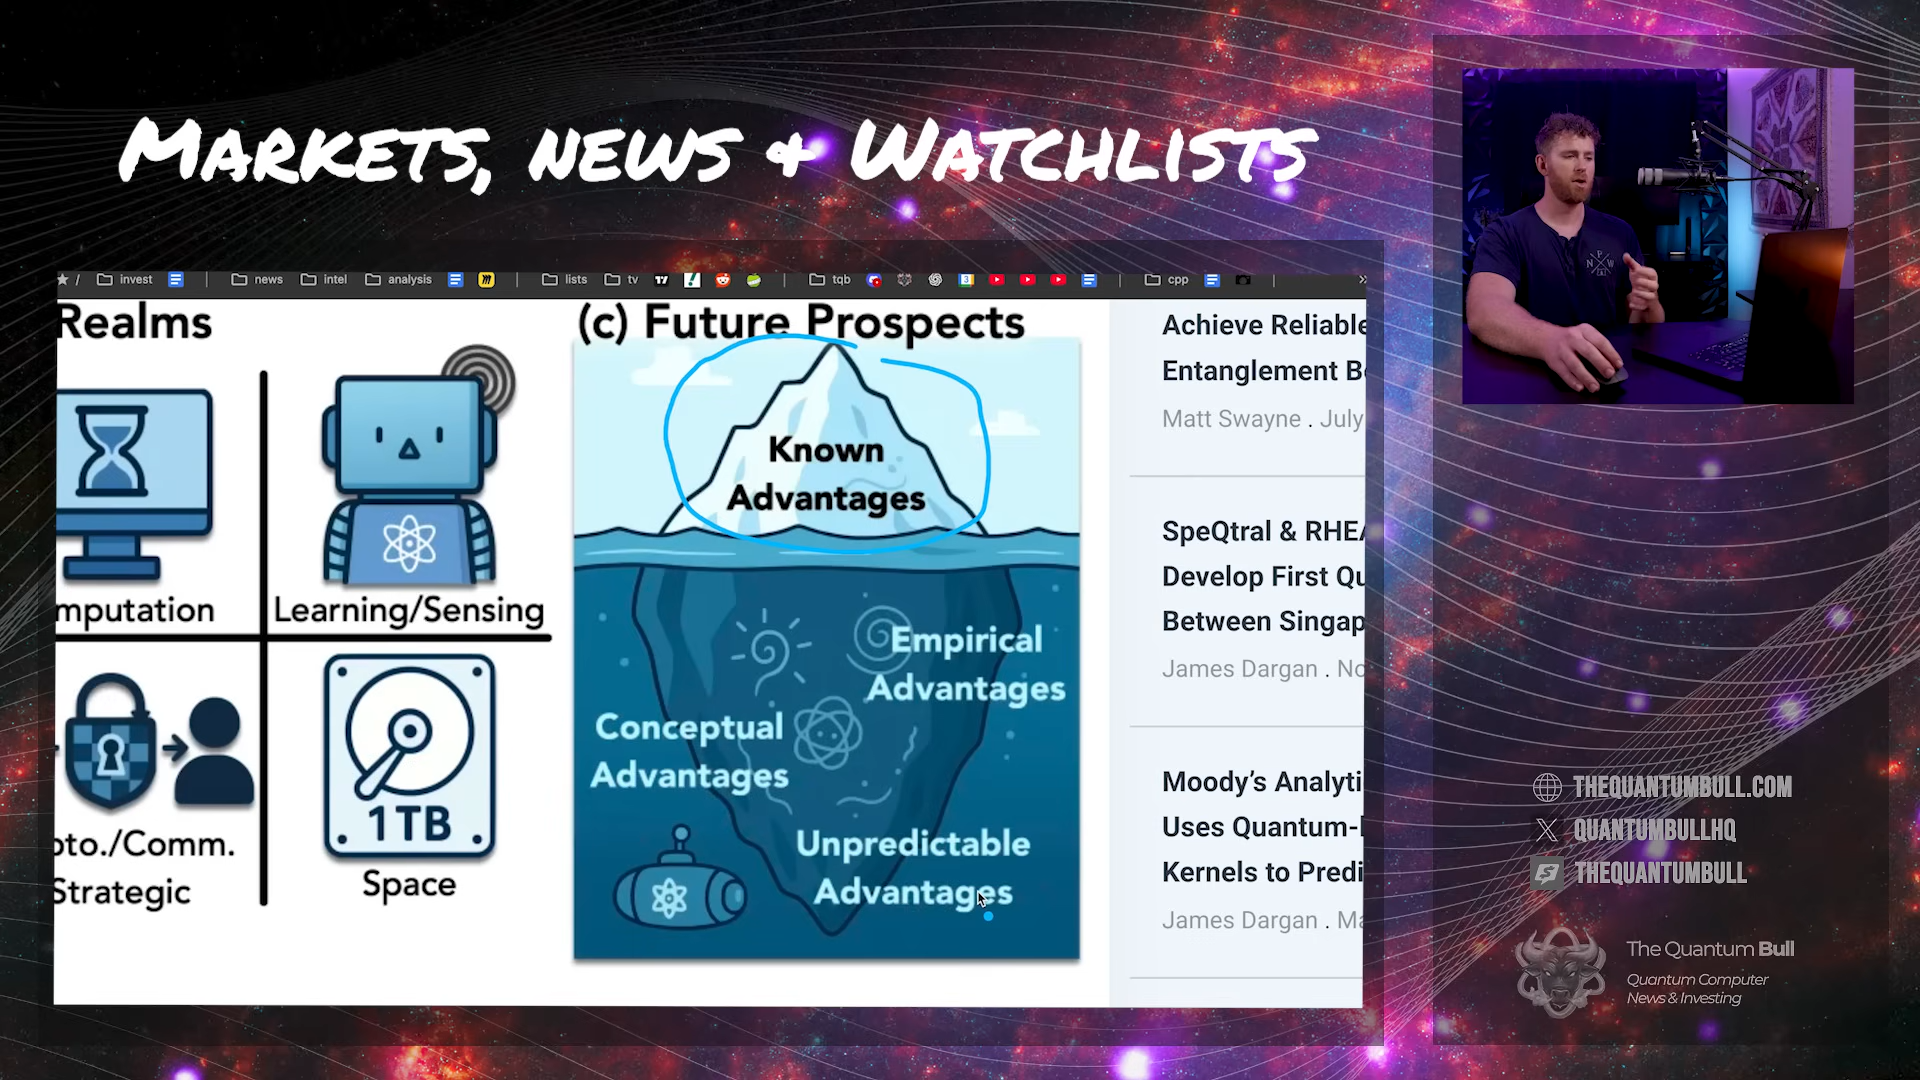 MARKETS, NEWS & WATCHLISTS
invest
news
intel
analysis
lists
tv
tqb
cpp
Realms
(c) Future Prospects
Known
Advantages
mputation
Learning/Sensing
Empirical
Advantages
Conceptual
Advantages
Unpredictable
Advantages
1TB
oto./Comm.
Strategic
Space
Achieve Reliable
Entanglement Be
Matt Swayne . July
SpeQtral & RHEA
Develop First Qu
Between Singap
James Dargan . No
Moody's Analyti
Uses Quantum-
Kernels to Predi
James Dargan . Ma
THEQUANTUMBULL.COM
QUANTUMBULLHQ
THEQUANTUMBULL
The Quantum Bull
Quantum Computer
News & Investing